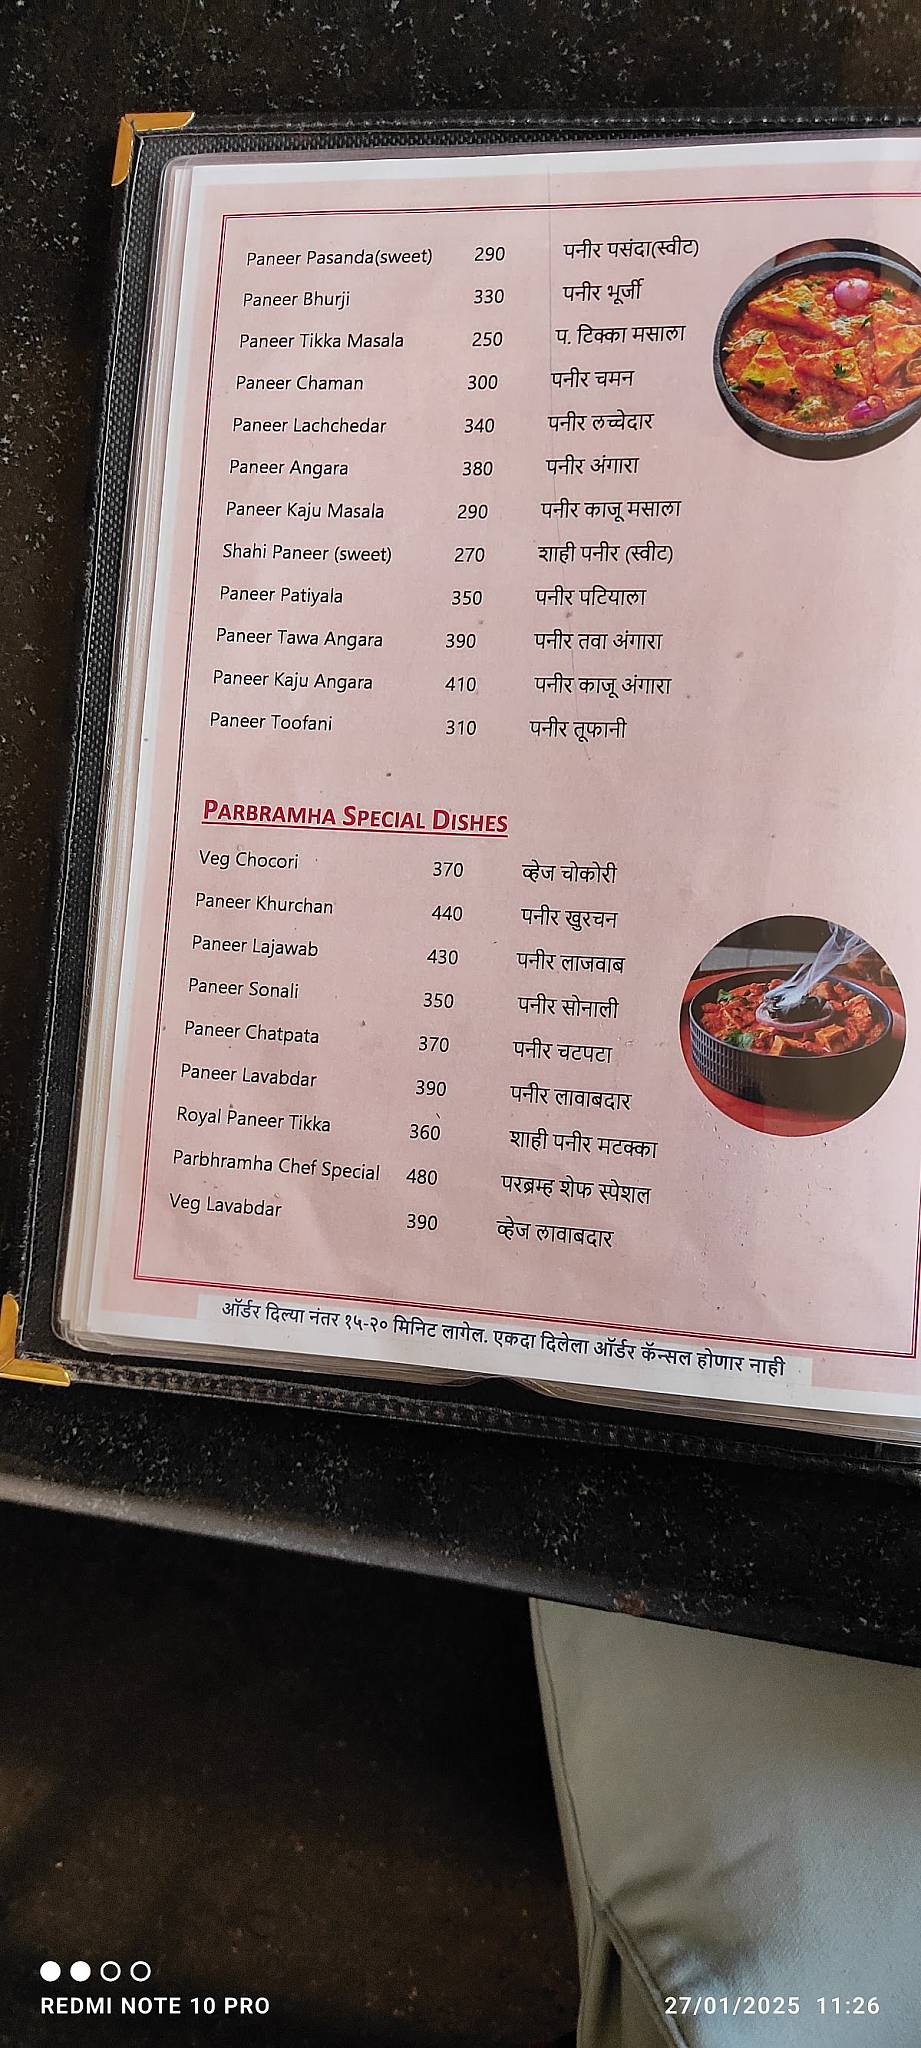 Paneer Pasanda(sweet) 290 पनीर पसंदा(स्वीट)
Paneer Bhurji 330 पनीर भूर्जी
Paneer Tikka Masala 250 प. टिक्का मसाला
Paneer Chaman 300 पनीर चमन
Paneer Lachchedar 340 पनीर लच्चेदार
Paneer Angara 380 पनीर अंगारा
Paneer Kaju Masala 290 पनीर काजू मसाला
Shahi Paneer (sweet) 270 शाही पनीर (स्वीट)
Paneer Patiyala 350 पनीर पटियाला
Paneer Tawa Angara 390 पनीर तवा अंगारा
Paneer Kaju Angara 410 पनीर काजू अंगारा
Paneer Toofani 310 पनीर तूफानी
PARBRAMHA SPECIAL DISHES
Veg Chocori 370 व्हेज चोकोरी
Paneer Khurchan 440 पनीर खुरचन
Paneer Lajawab 430 पनीर लाजवाब
Paneer Sonali 350 पनीर सोनाली
Paneer Chatpata 370 पनीर चटपटा
Paneer Lavabdar 390 पनीर लावाबदार
Royal Paneer Tikka 360 शाही पनीर मटक्का
Parbhramha Chef Special 480 परब्रम्ह शेफ स्पेशल
Veg Lavabdar 390 व्हेज लावाबदार
ऑर्डर दिल्या नंतर १५-२० मिनिट लागेल. एकदा दिलेला ऑर्डर कॅन्सल होणार नाही
REDMI NOTE 10 PRO 27/01/2025 11:26